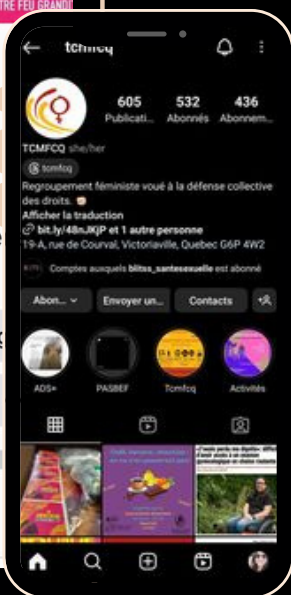 TRE FEU GRANDI
605 532 436
Publicati... Abonnés Abonnem...
TCMFCQ she/her
tcmfcq
Regroupement féministe voué à la défense collective
des droits.
Afficher la traduction
bit.ly/48nJKjP et 1 autre personne
19-A, rue de Courval, Victoriaville, Quebec G6P 4W2
Comptes auxquels blitss_santesexuelle est abonné
Abon... Envoyer un... Contacts
ADS+ PASBEF Tcmfcq Activités